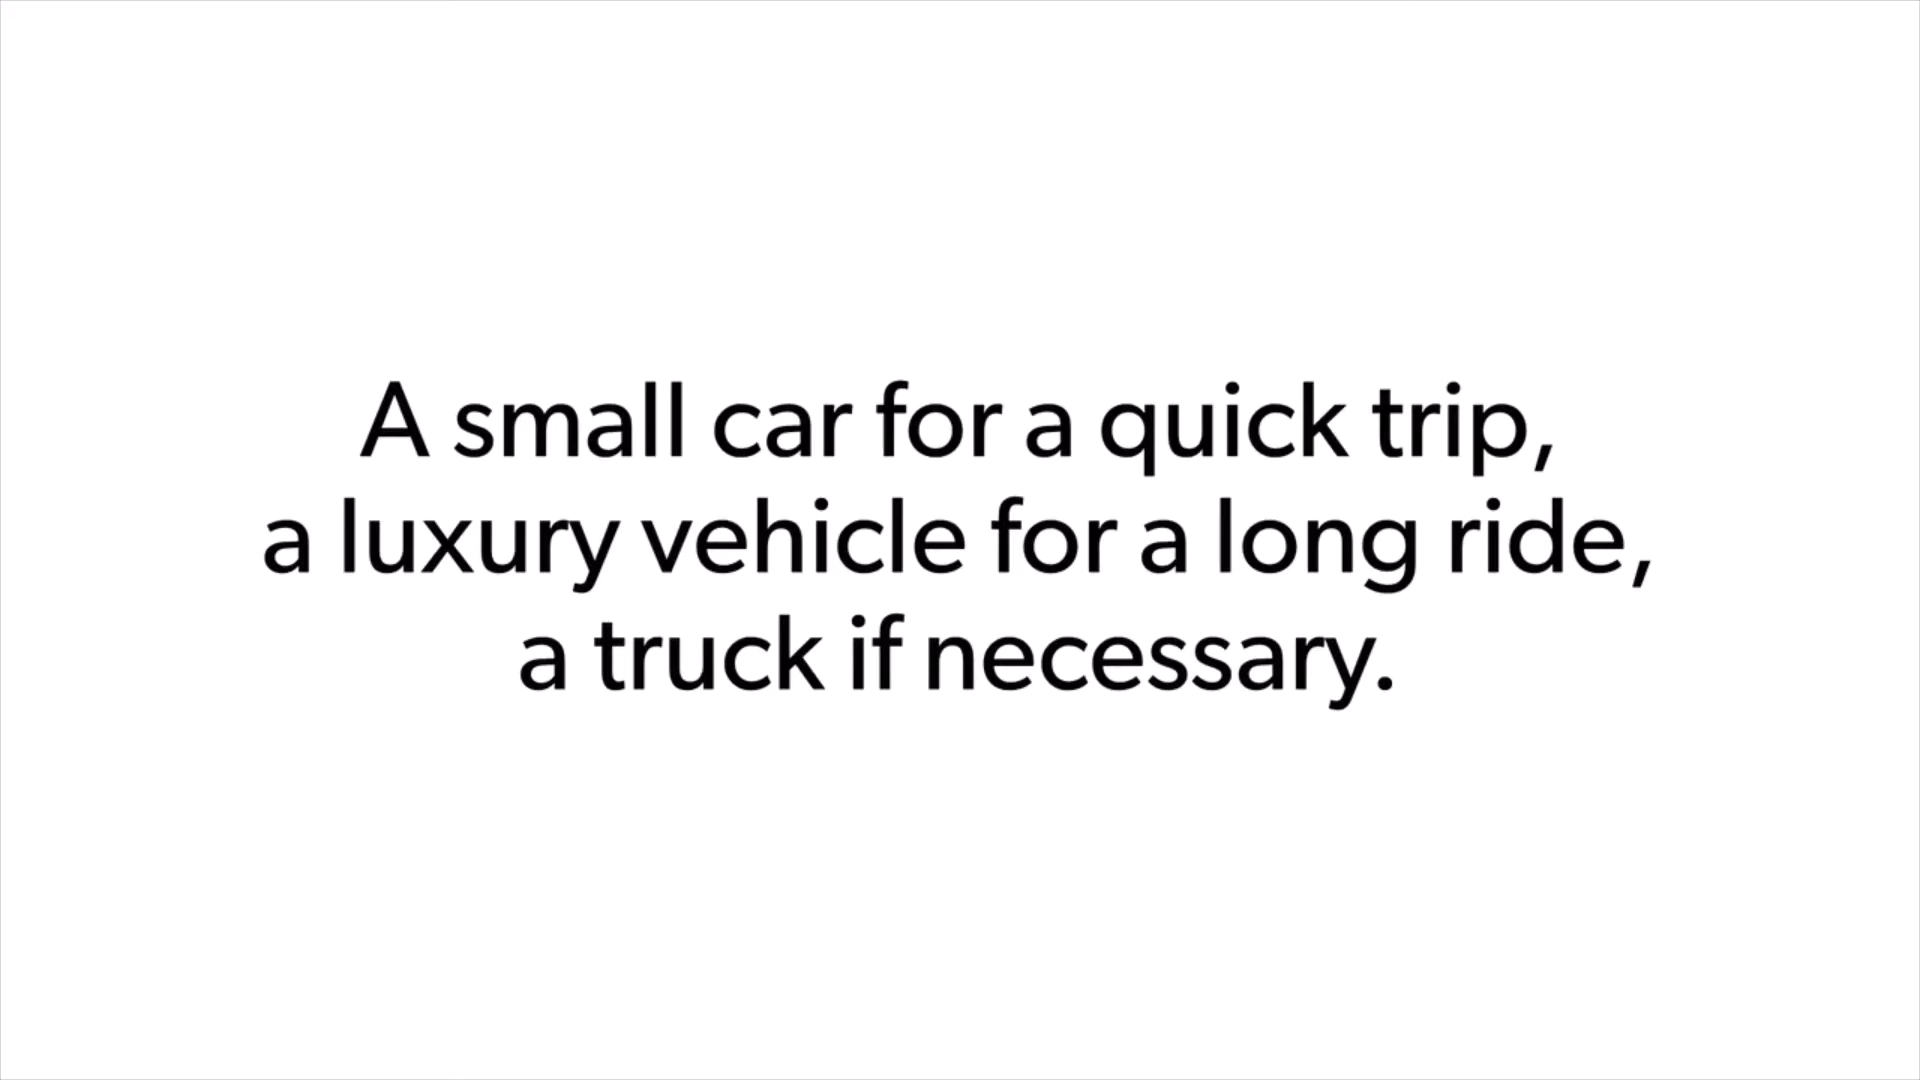 A small car for a quick trip,
a luxury vehicle for a long ride,
a truck if necessary.